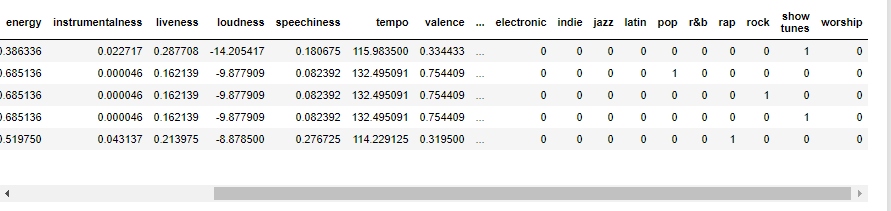 energy instrumentalness liveness loudness speechiness tempo valence ... electronic indie jazz latin pop r&b rap rock show tunes worship
0.386336 0.022717 0.287708 -14.205417 0.180675 115.983500 0.334433 ... 0 0 0 0 0 0 0 0 1 0
0.685136 0.000046 0.162139 -9.877909 0.082392 132.495091 0.754409 ... 0 0 0 0 1 0 0 0 0 0
0.685136 0.000046 0.162139 -9.877909 0.082392 132.495091 0.754409 ... 0 0 0 0 0 0 0 1 0 0
0.685136 0.000046 0.162139 -9.877909 0.082392 132.495091 0.754409 ... 0 0 0 0 0 0 0 0 1 0
0.519750 0.043137 0.213975 -8.878500 0.276725 114.229125 0.319500 ... 0 0 0 0 0 0 1 0 0 0